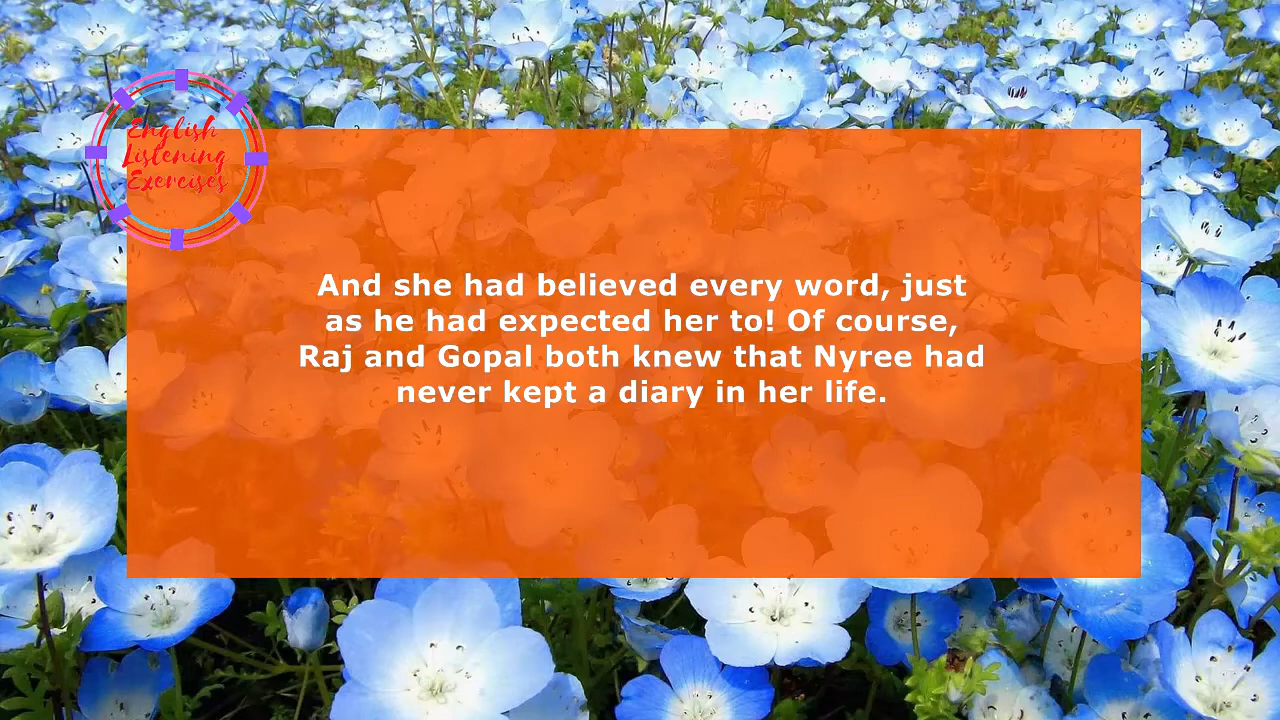 English
Listening
Exercises
And she had believed every word, just
as he had expected her to! Of course,
Raj and Gopal both knew that Nyree had
never kept a diary in her life.